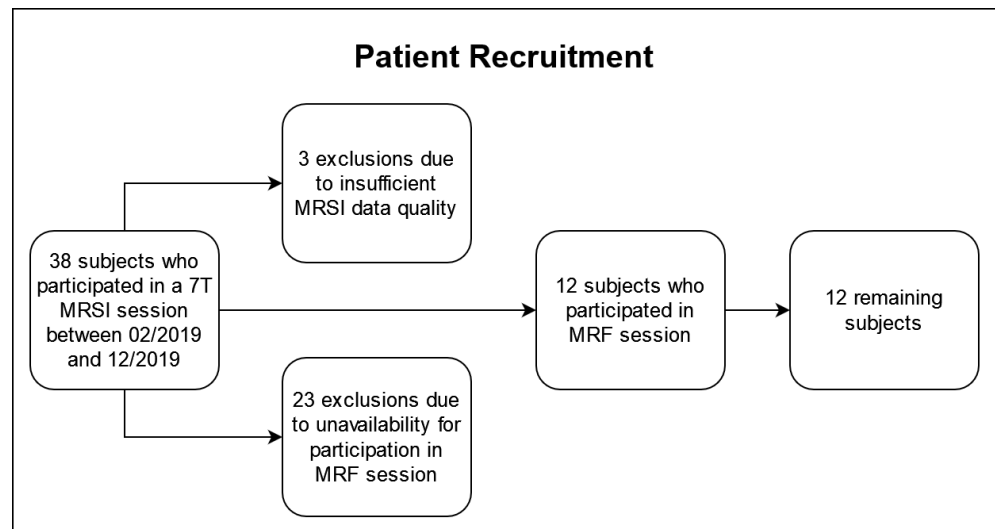 Patient Recruitment
3 exclusions due
to insufficient
MRSI data quality
38 subjects who
participated in a 7T
MRSI session
between 02/2019
and 12/2019
12 subjects who
participated in
MRF session
12 remaining
subjects
23 exclusions due
to unavailability for
participation in
MRF session